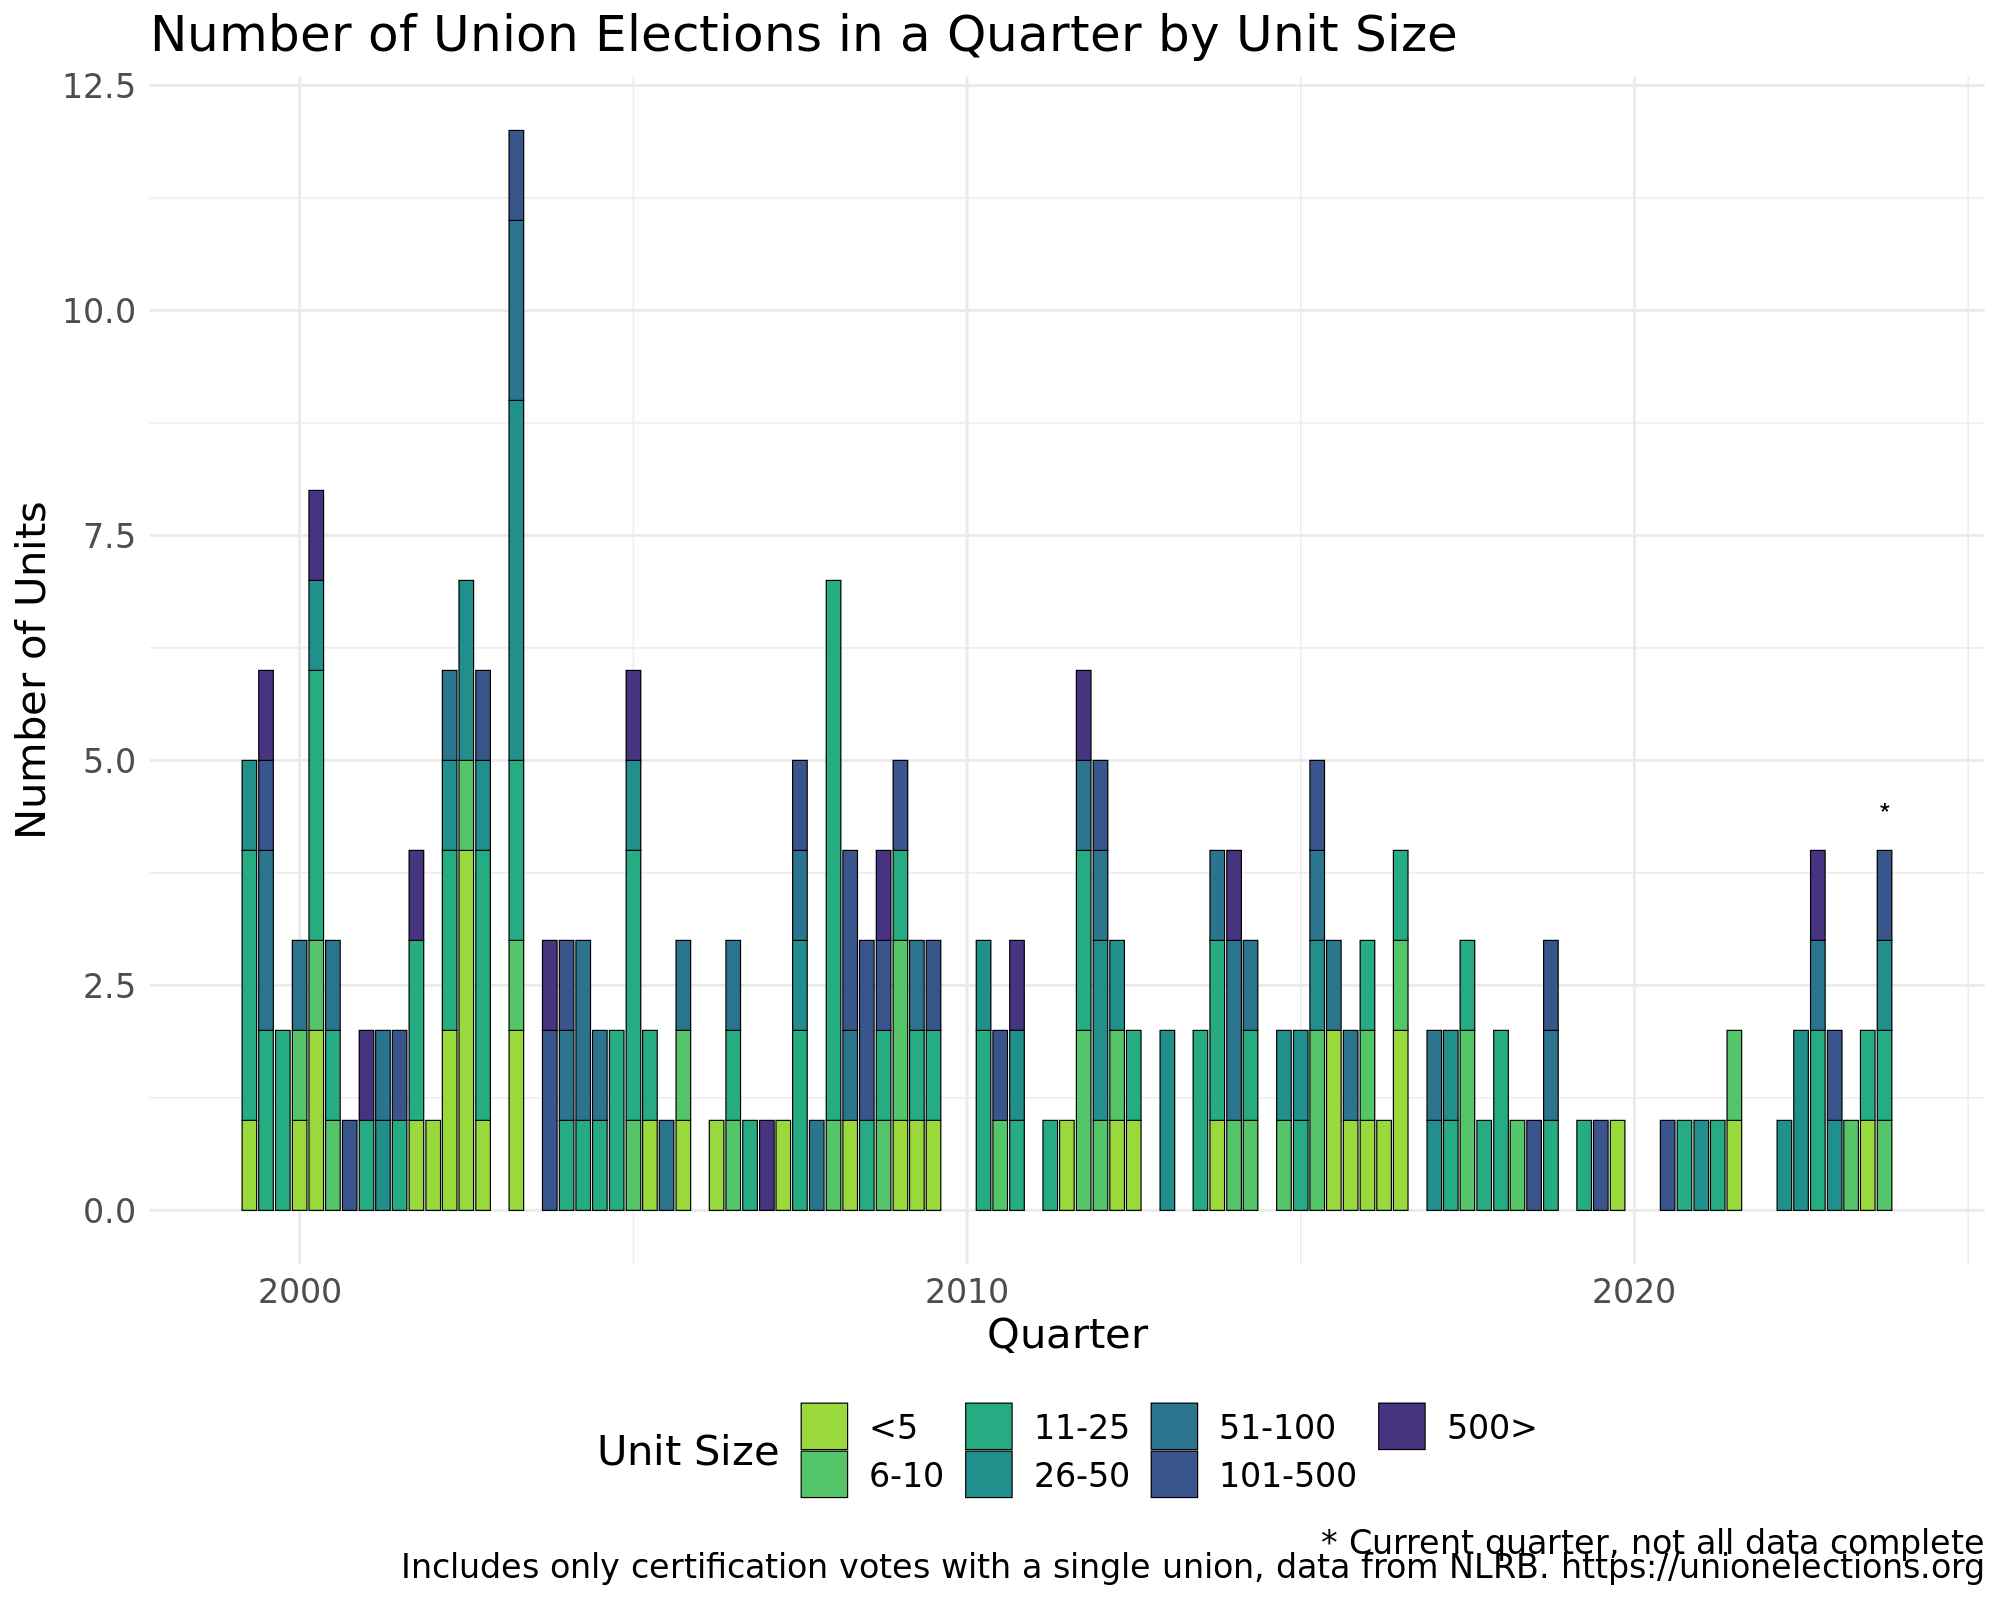 Number of Union Elections in a Quarter by Unit Size
12.5
10.0
7.5
5.0
2.5
0.0
Number of Units
*
2000 2010 2020
Quarter
Unit Size
<5 11-25 51-100 500>
6-10 26-50 101-500
* Current quarter, not all data complete
Includes only certification votes with a single union, data from NLRB. https://unionelections.org